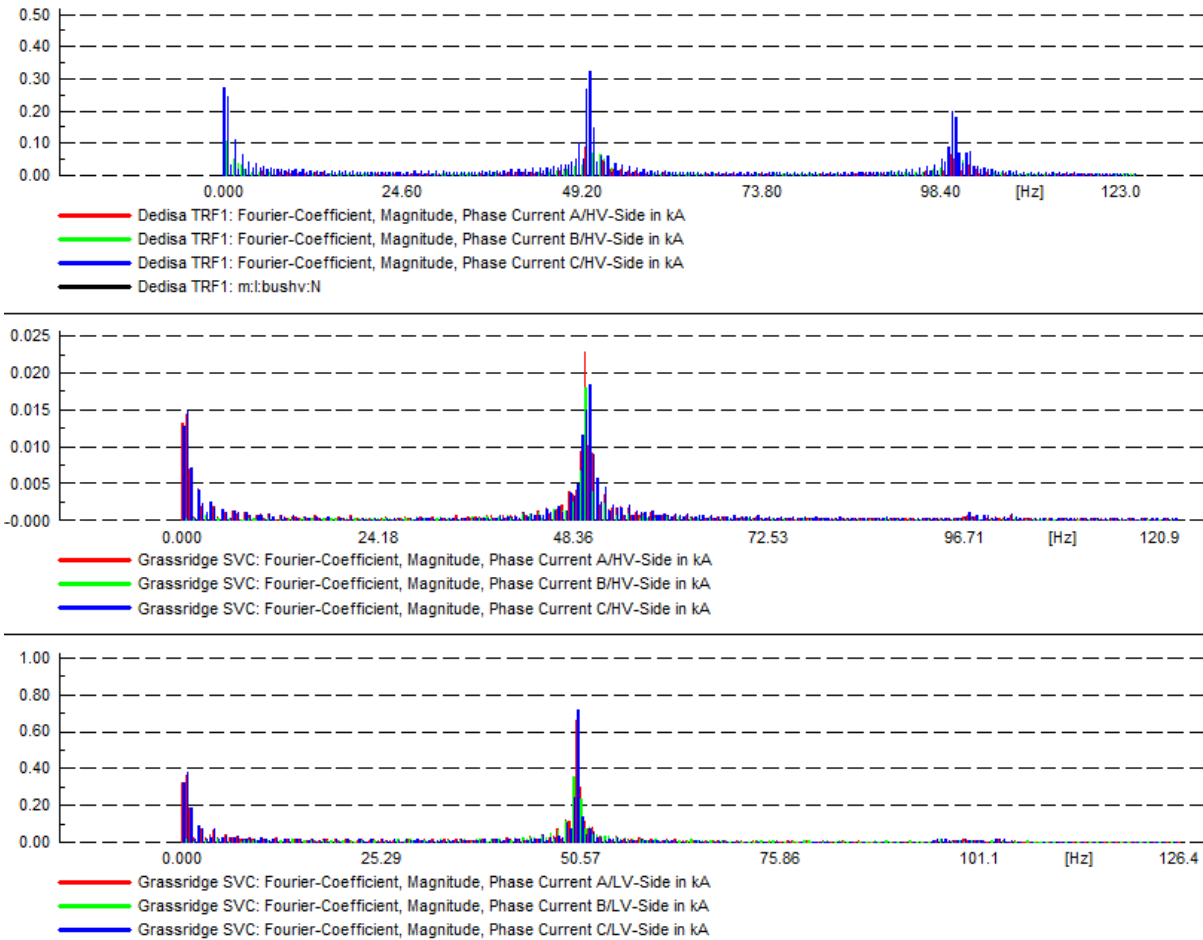 0.50
0.40
0.30
0.20
0.10
0.00
0.000 24.60 49.20 73.80 98.40 [Hz] 123.0
Dedisa TRF1: Fourier-Coefficient, Magnitude, Phase Current A/HV-Side in kA
Dedisa TRF1: Fourier-Coefficient, Magnitude, Phase Current B/HV-Side in kA
Dedisa TRF1: Fourier-Coefficient, Magnitude, Phase Current C/HV-Side in kA
Dedisa TRF1: m:I:bushv:N
0.025
0.020
0.015
0.010
0.005
-0.000
0.000 24.18 48.36 72.53 96.71 [Hz] 120.9
Grassridge SVC: Fourier-Coefficient, Magnitude, Phase Current A/HV-Side in kA
Grassridge SVC: Fourier-Coefficient, Magnitude, Phase Current B/HV-Side in kA
Grassridge SVC: Fourier-Coefficient, Magnitude, Phase Current C/HV-Side in kA
1.00
0.80
0.60
0.40
0.20
0.00
0.000 25.29 50.57 75.86 101.1 [Hz] 126.4
Grassridge SVC: Fourier-Coefficient, Magnitude, Phase Current A/LV-Side in kA
Grassridge SVC: Fourier-Coefficient, Magnitude, Phase Current B/LV-Side in kA
Grassridge SVC: Fourier-Coefficient, Magnitude, Phase Current C/LV-Side in kA